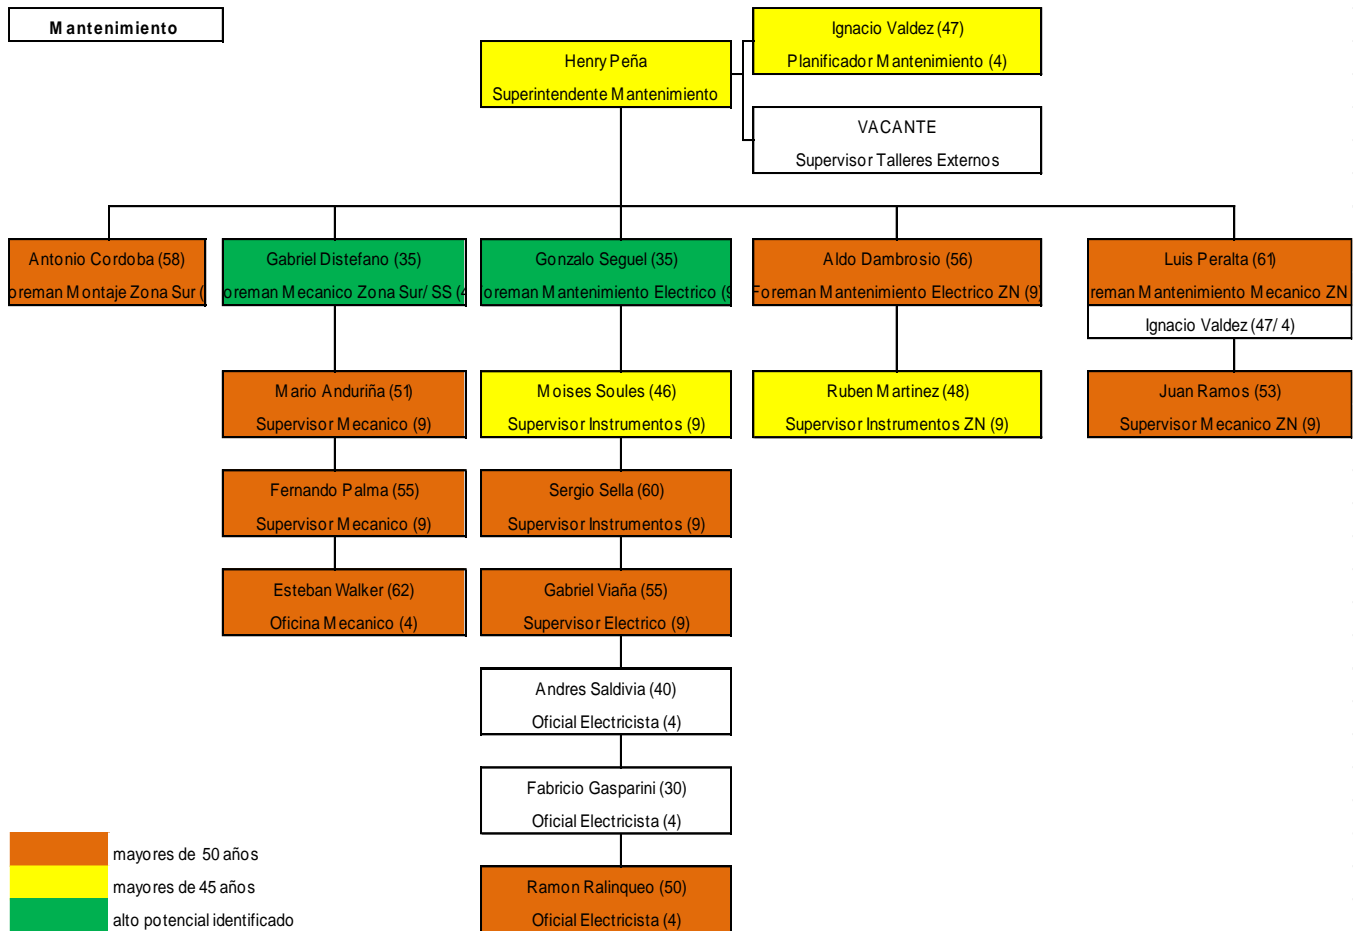 Mantenimiento
Ignacio Valdez (47)
Planificador Mantenimiento (4)
Henry Peña
Superintendente Mantenimiento
VACANTE
Supervisor Talleres Externos
Antonio Cordoba (58)
oreman Montaje Zona Sur (
Gabriel Distefano (35)
oreman Mecanico Zona Sur/ SS (4
Gonzalo Seguel (35)
oreman Mantenimiento Electrico (9
Aldo Dambrosio (56)
Foreman Mantenimiento Electrico ZN (9)
Luis Peralta (61)
reman Mantenimiento Mecanico ZN
Ignacio Valdez (47/ 4)
Mario Anduriña (51)
Supervisor Mecanico (9)
Moises Soules (46)
Supervisor Instrumentos (9)
Ruben Martinez (48)
Supervisor Instrumentos ZN (9)
Juan Ramos (53)
Supervisor Mecanico ZN (9)
Fernando Palma (55)
Supervisor Mecanico (9)
Sergio Sella (60)
Supervisor Instrumentos (9)
Esteban Walker (62)
Oficina Mecanico (4)
Gabriel Viaña (55)
Supervisor Electrico (9)
Andres Saldivia (40)
Oficial Electricista (4)
Fabricio Gasparini (30)
Oficial Electricista (4)
Ramon Ralinqueo (50)
Oficial Electricista (4)
mayores de 50 años
mayores de 45 años
alto potencial identificado